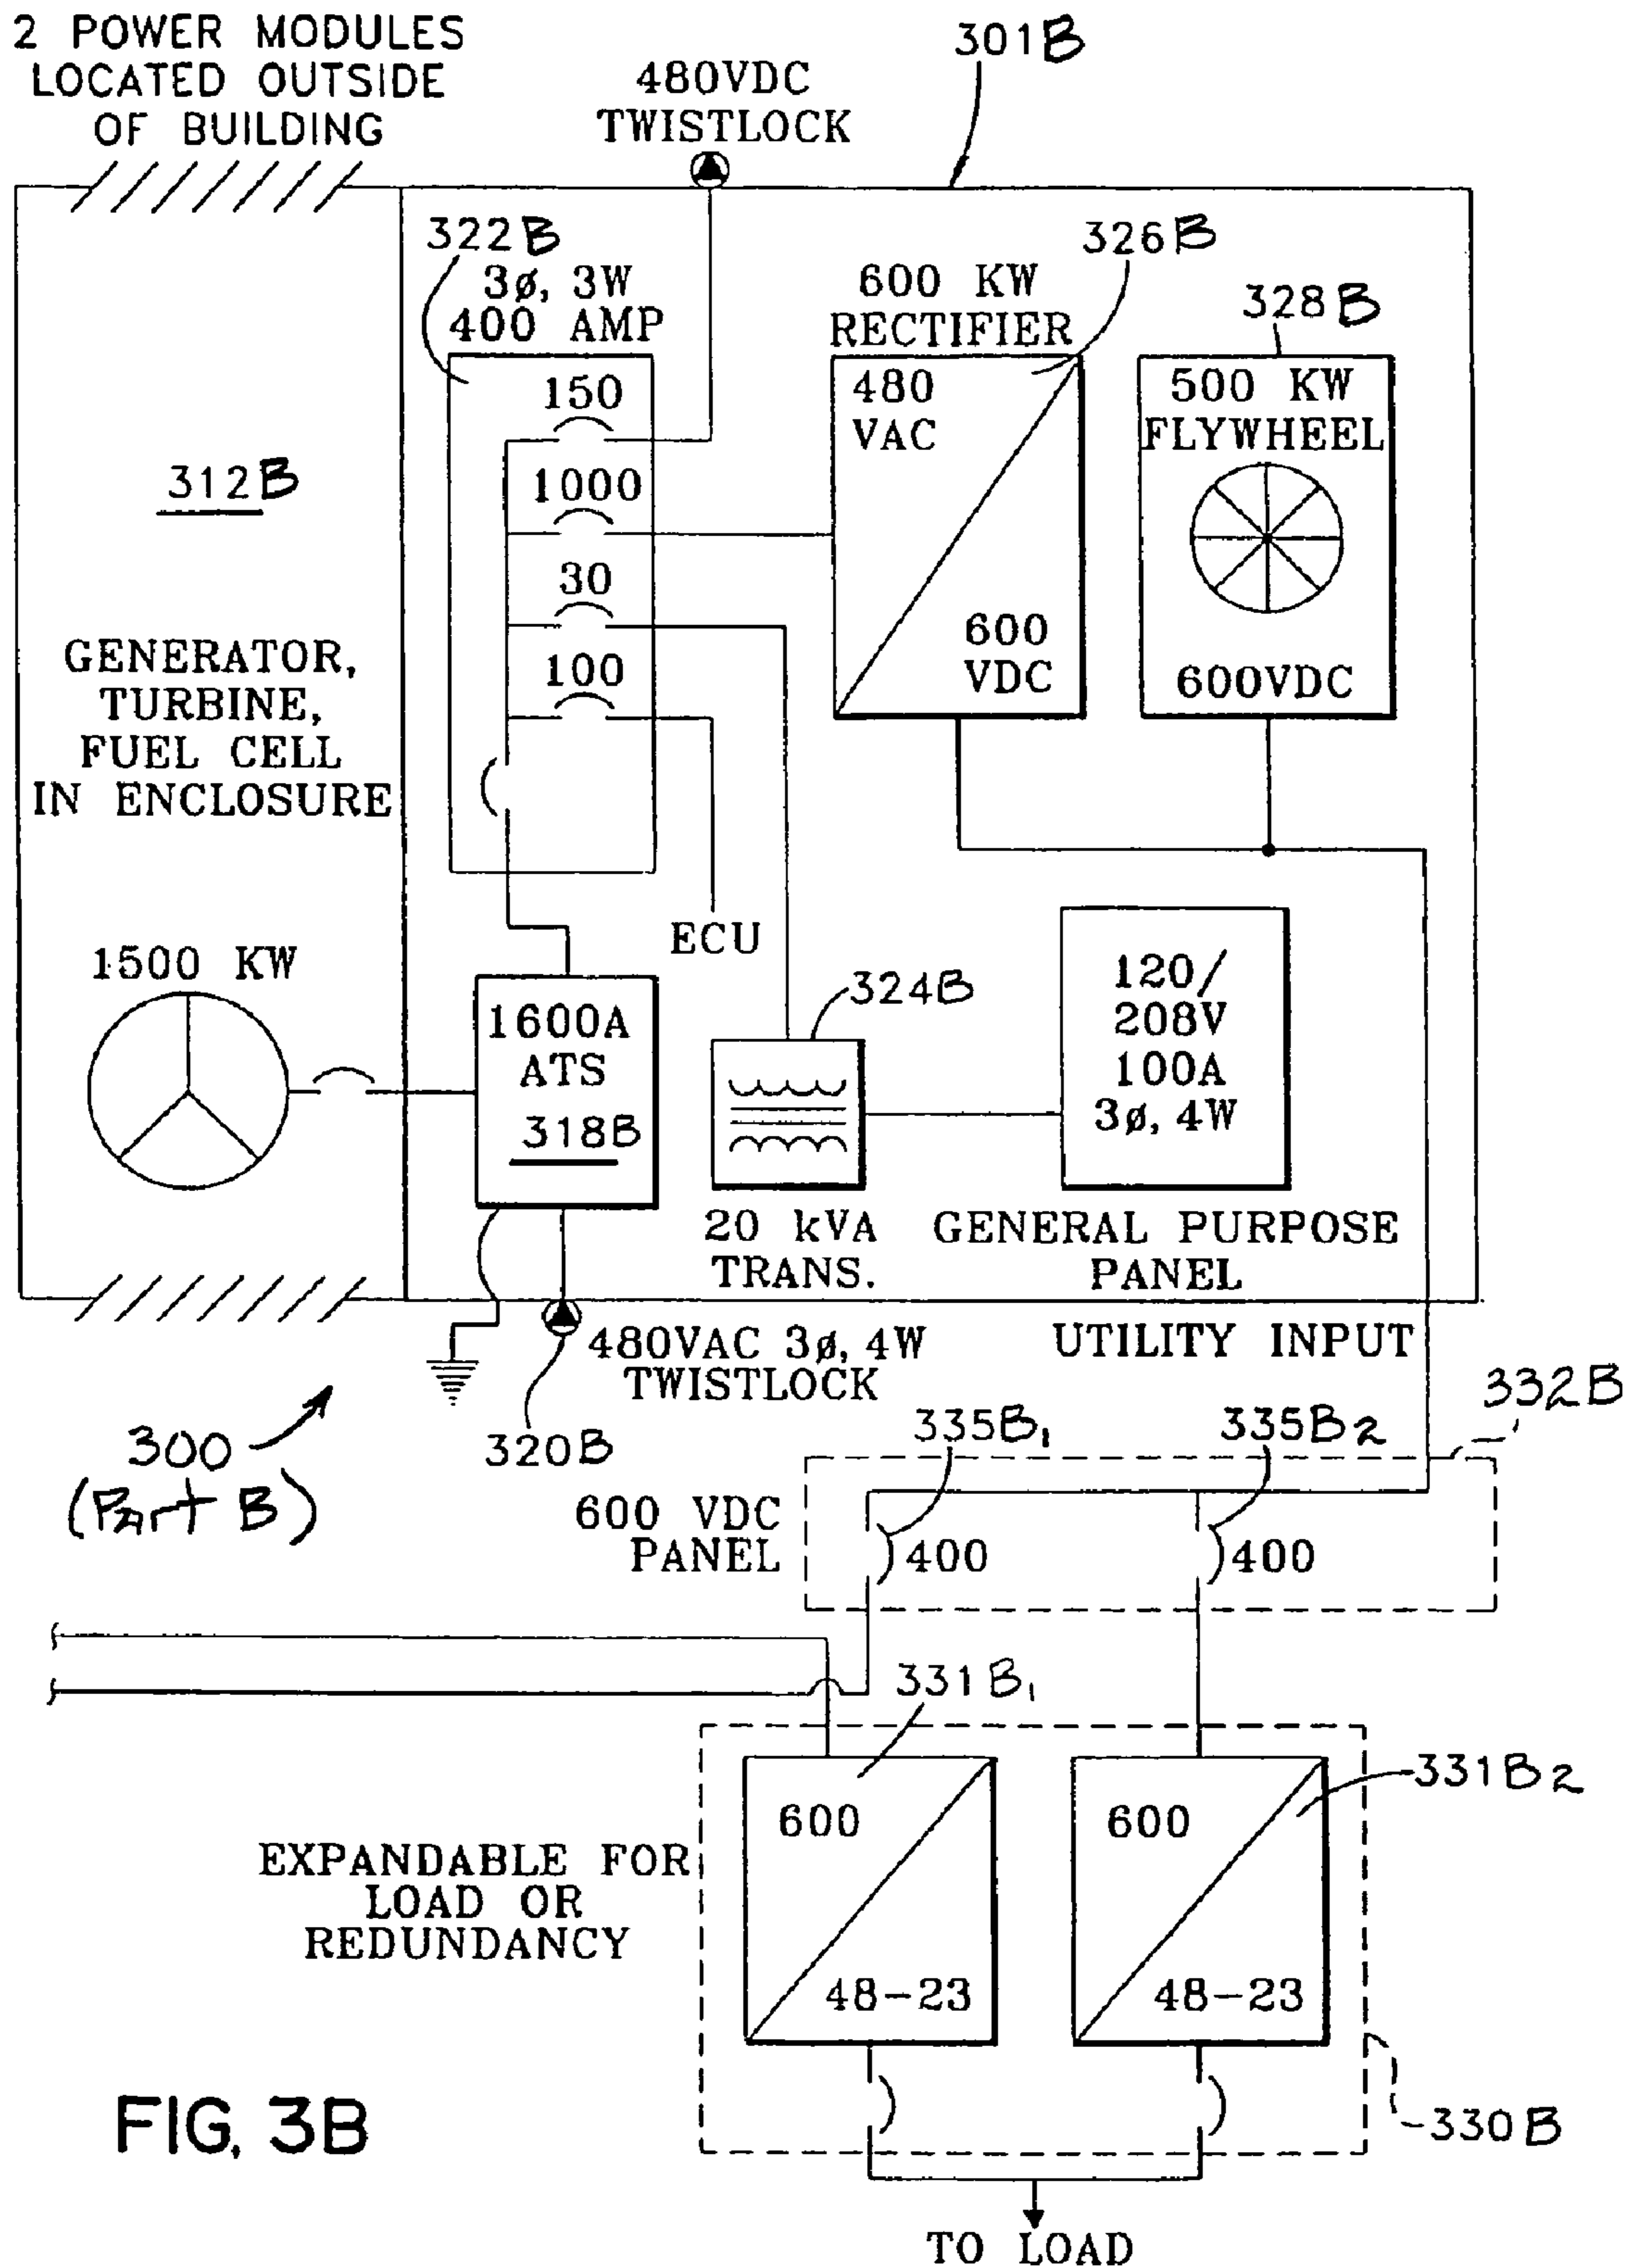 2 POWER MODULES
LOCATED OUTSIDE
OF BUILDING
480VDC
TWISTLOCK
301B
322B
3ø, 3W
400 AMP
150
1000
30
100
600 KW
RECTIFIER
326B
480
VAC
600
VDC
328B
500 KW
FLYWHEEL
600VDC
312B
GENERATOR,
TURBINE,
FUEL CELL
IN ENCLOSURE
1500 KW
ECU
1600A
ATS
318B
324B
20 kVA
TRANS.
120/
208V
100A
3ø, 4W
GENERAL PURPOSE
PANEL
480VAC 3ø, 4W
TWISTLOCK
UTILITY INPUT
320B
300
(Part B)
332B
335B1
335B2
600 VDC
PANEL
400
400
331B1
331B2
600
48-23
600
48-23
EXPANDABLE FOR
LOAD OR
REDUNDANCY
330B
TO LOAD
FIG. 3B